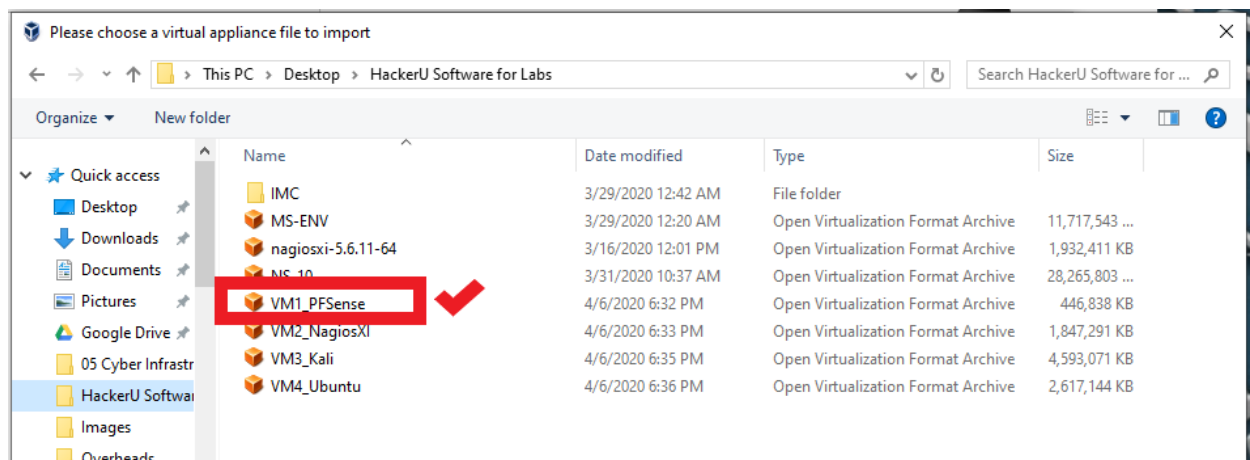 Please choose a virtual appliance file to import
This PC > Desktop > HackerU Software for Labs
Search HackerU Software for ...
Organize
New folder
Name Date modified Type Size
Quick access
Desktop
Downloads
Documents
Pictures
Google Drive
05 Cyber Infrastr
HackerU Softwar
Images
Overheads
IMC 3/29/2020 12:42 AM File folder
MS-ENV 3/29/2020 12:20 AM Open Virtualization Format Archive 11,717,543 ...
nagiosxi-5.6.11-64 3/16/2020 12:01 PM Open Virtualization Format Archive 1,932,411 KB
NS-10 3/31/2020 10:37 AM Open Virtualization Format Archive 28,265,803 ...
VM1_PFSense 4/6/2020 6:32 PM Open Virtualization Format Archive 446,838 KB
VM2_NagiosXI 4/6/2020 6:33 PM Open Virtualization Format Archive 1,847,291 KB
VM3_Kali 4/6/2020 6:35 PM Open Virtualization Format Archive 4,593,071 KB
VM4_Ubuntu 4/6/2020 6:36 PM Open Virtualization Format Archive 2,617,144 KB